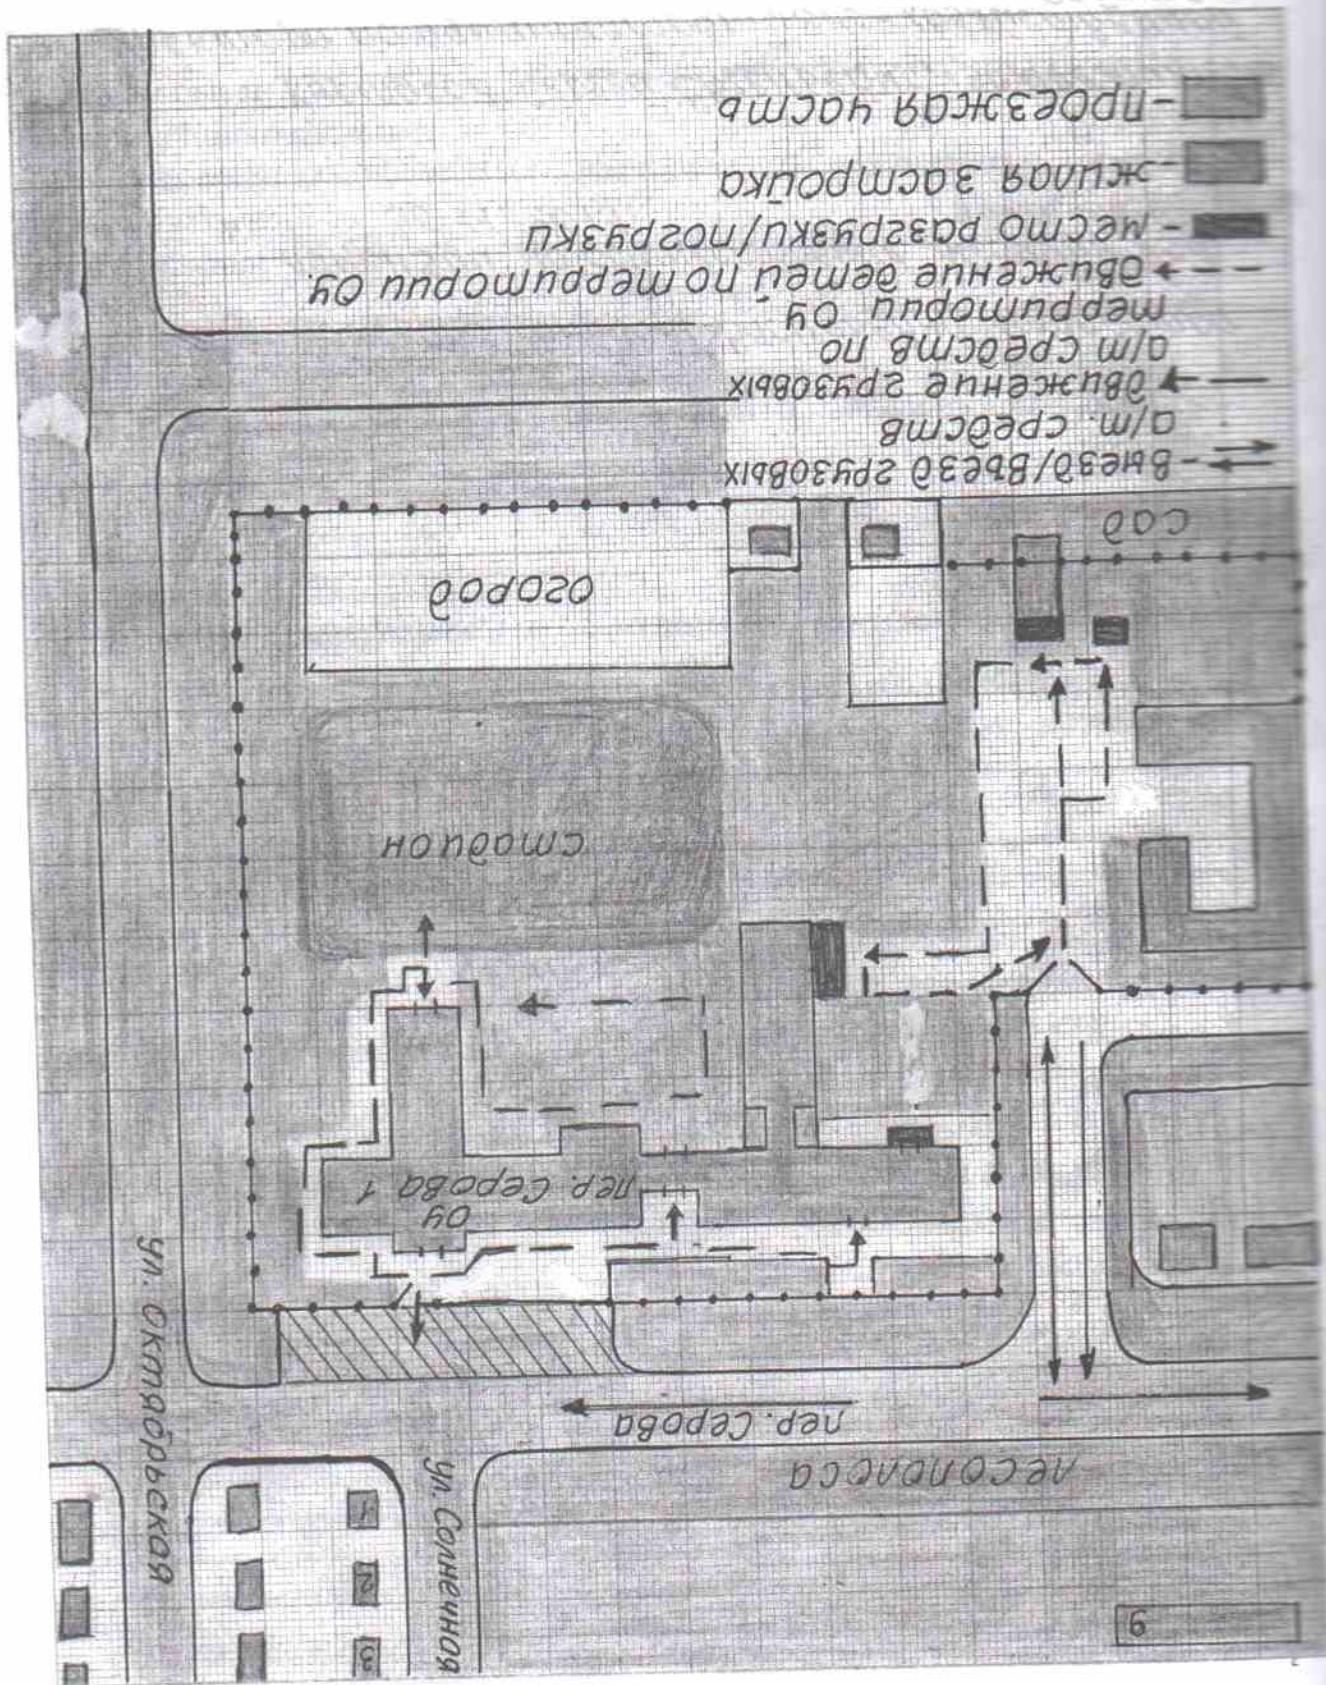 6
3
2
1
ул. Солнечная
лесополоса
пер. Серова
ул. Октябрьская
ОУ
пер. Серова 1
стадион
огород
сад
- выезд/въезд грузовых
а/т. средств
движение грузовых
а/т средств по
территории ОУ
движение детей по территории ОУ.
- место разгрузки/погрузки
- жилая застройка
- проезжая часть